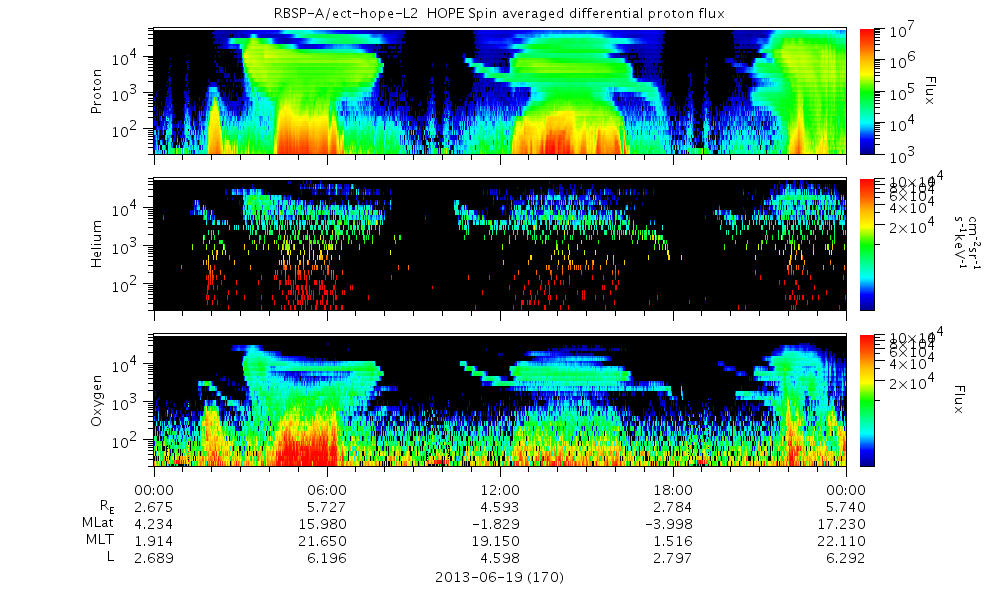 RBSP-A/ect-hope-L2  HOPE Spin averaged differential proton flux
Proton
10^4
10^3
10^2
10^7
10^6
10^5
10^4
10^3
Flux
Helium
10^4
10^3
10^2
10×10^4
8×10^4
6×10^4
4×10^4
2×10^4
cm^-2 sr^-1
s^-1 keV^-1
Oxygen
10^4
10^3
10^2
10×10^4
8×10^4
6×10^4
4×10^4
2×10^4
Flux
00:00 06:00 12:00 18:00 00:00
R_E 2.675 5.727 4.593 2.784 5.740
MLat 4.234 15.980 -1.829 -3.998 17.230
MLT 1.914 21.650 19.150 1.516 22.110
L 2.689 6.196 4.598 2.797 6.292
2013-06-19 (170)